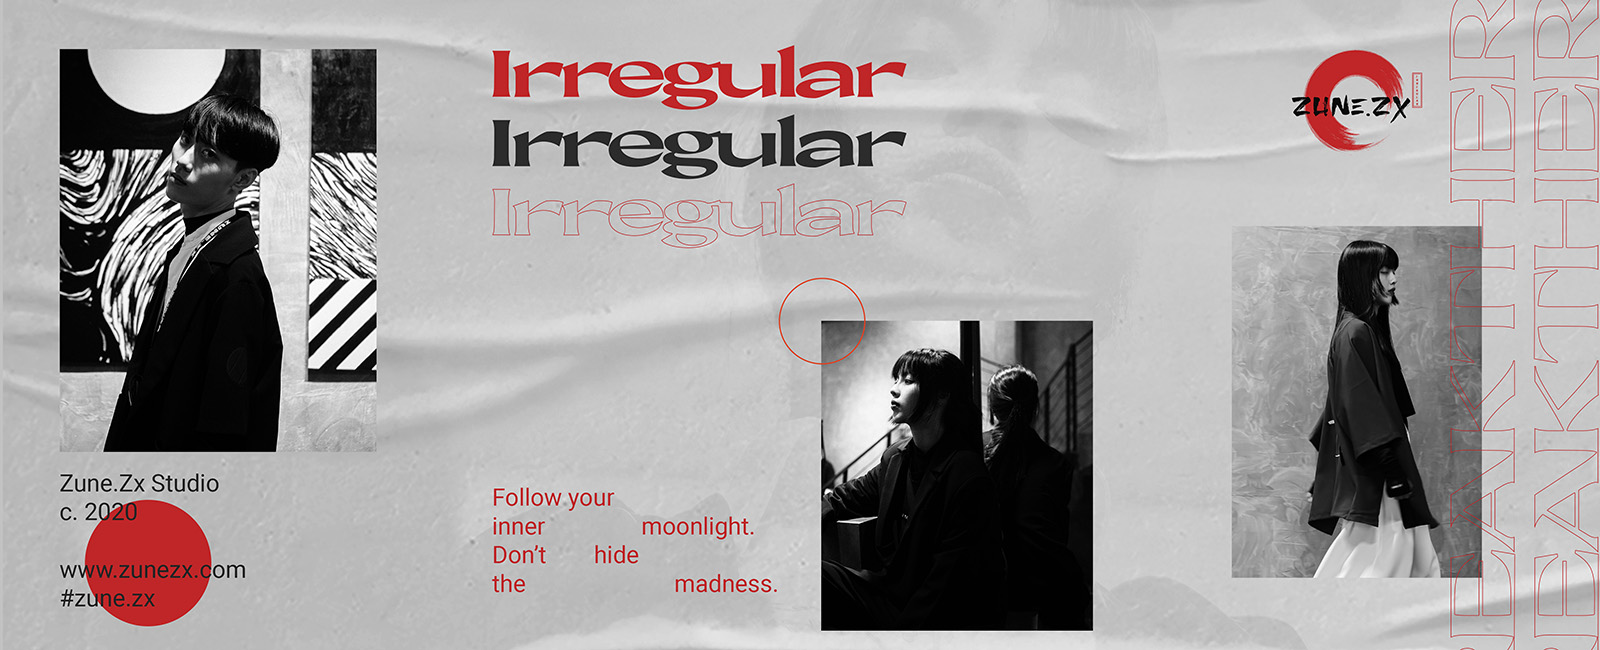 Irregular
Irregular
Irregular
ZUNE.ZX
Zune.Zx Studio
c. 2020
www.zunezx.com
#zune.zx
Follow your
inner moonlight.
Don't hide
the madness.